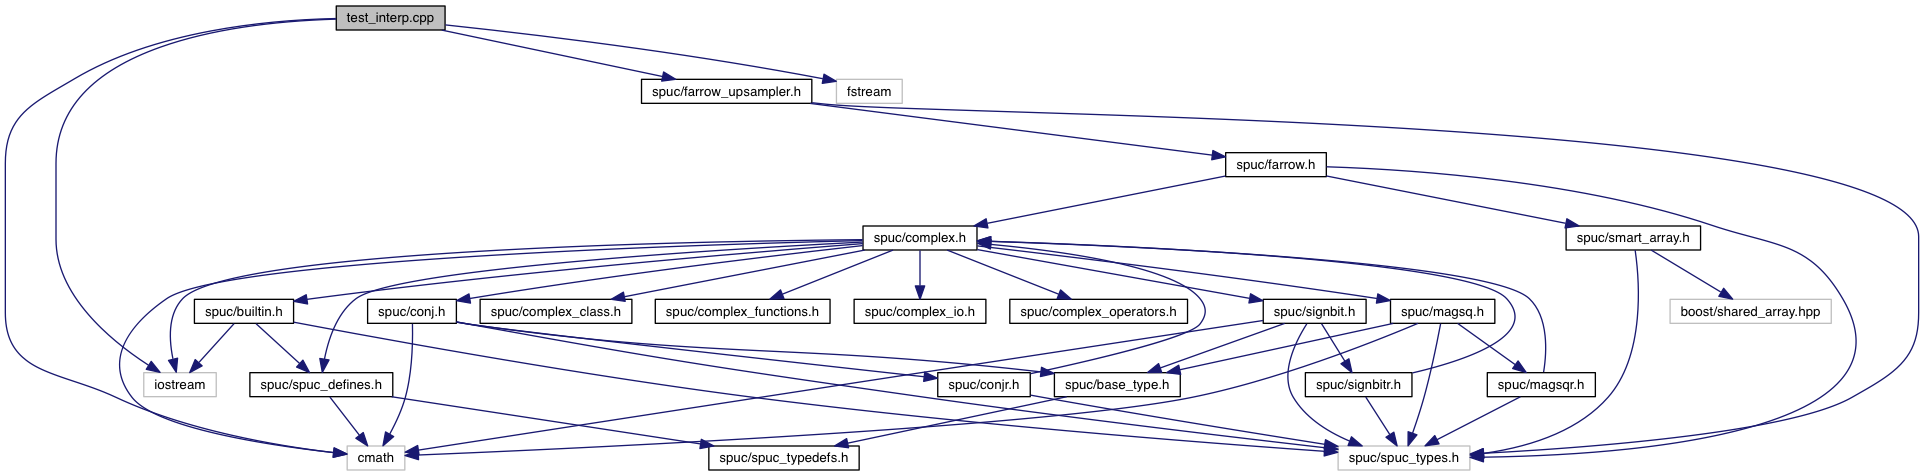 test_interp.cpp
spuc/farrow_upsampler.h
fstream
spuc/farrow.h
spuc/complex.h
spuc/smart_array.h
spuc/builtin.h
spuc/conj.h
spuc/complex_class.h
spuc/complex_functions.h
spuc/complex_io.h
spuc/complex_operators.h
spuc/signbit.h
spuc/magsq.h
boost/shared_array.hpp
iostream
spuc/spuc_defines.h
spuc/conjr.h
spuc/base_type.h
spuc/signbitr.h
spuc/magsqr.h
cmath
spuc/spuc_typedefs.h
spuc/spuc_types.h